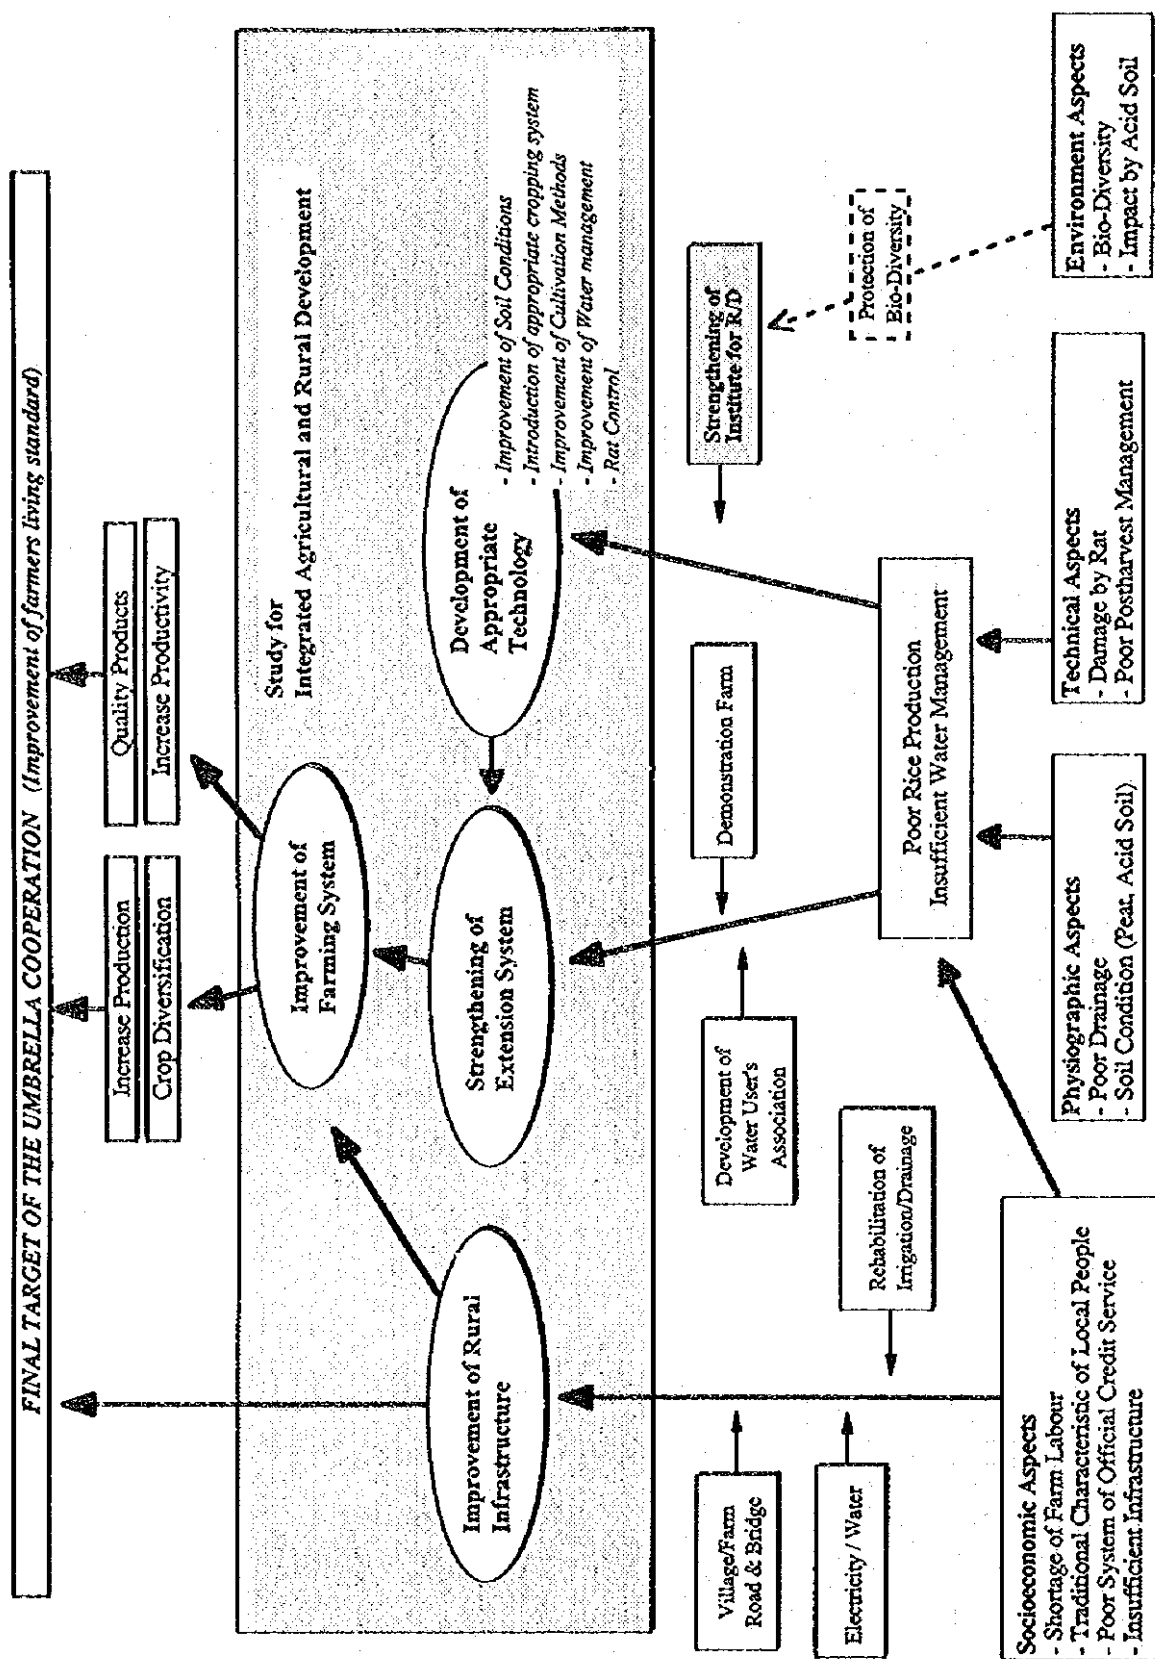 FINAL TARGET OF THE UMBRELLA COOPERATION (Improvement of farmers living standard)
Increase Production
Crop Diversification
Quality Products
Increase Productivity
Study for
Integrated Agricultural and Rural Development
Improvement of
Farming System
Improvement of Rural
Infrastructure
Strengthening of
Extension System
Development of
Appropriate
Technology
- Improvement of Soil Conditions
- Introduction of appropriate cropping system
- Improvement of Cultivation Methods
- Improvement of Water management
- Rat Control
Village/Farm
Road & Bridge
Electricity / Water
Development of
Water User's
Association
Rehabilitation of
Irrigation/Drainage
Demonstration Farm
Strengthening of
Institute for R/D
Protection of
Bio-Diversity
Poor Rice Production
Insufficient Water Management
Socioeconomic Aspects
- Shortage of Farm Labour
- Traditional Characteristic of Local People
- Poor System of Official Credit Service
- Insufficient Infrastructure
Physiographic Aspects
- Poor Drainage
- Soil Condition (Peat, Acid Soil)
Technical Aspects
- Damage by Rat
- Poor Postharvest Management
Environment Aspects
- Bio-Diversity
- Impact by Acid Soil